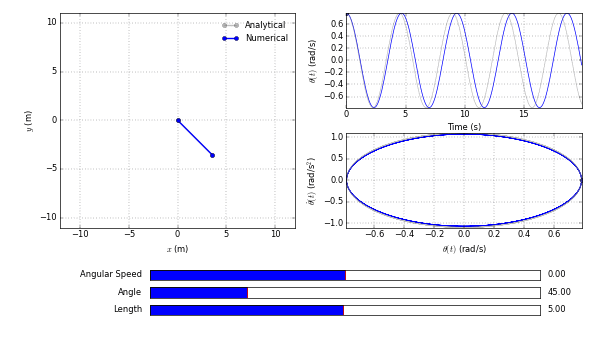 Analytical
Numerical
10
5
0
−5
−10
y (m)
−10 −5 0 5 10
x (m)
0.6
0.4
0.2
0.0
−0.2
−0.4
−0.6
θ(t) (rad/s)
0 5 10 15
Time (s)
1.0
0.5
0.0
−0.5
−1.0
θ̇(t) (rad/s²)
−0.6 −0.4 −0.2 0.0 0.2 0.4 0.6
θ(t) (rad/s)
Angular Speed 0.00
Angle 45.00
Length 5.00